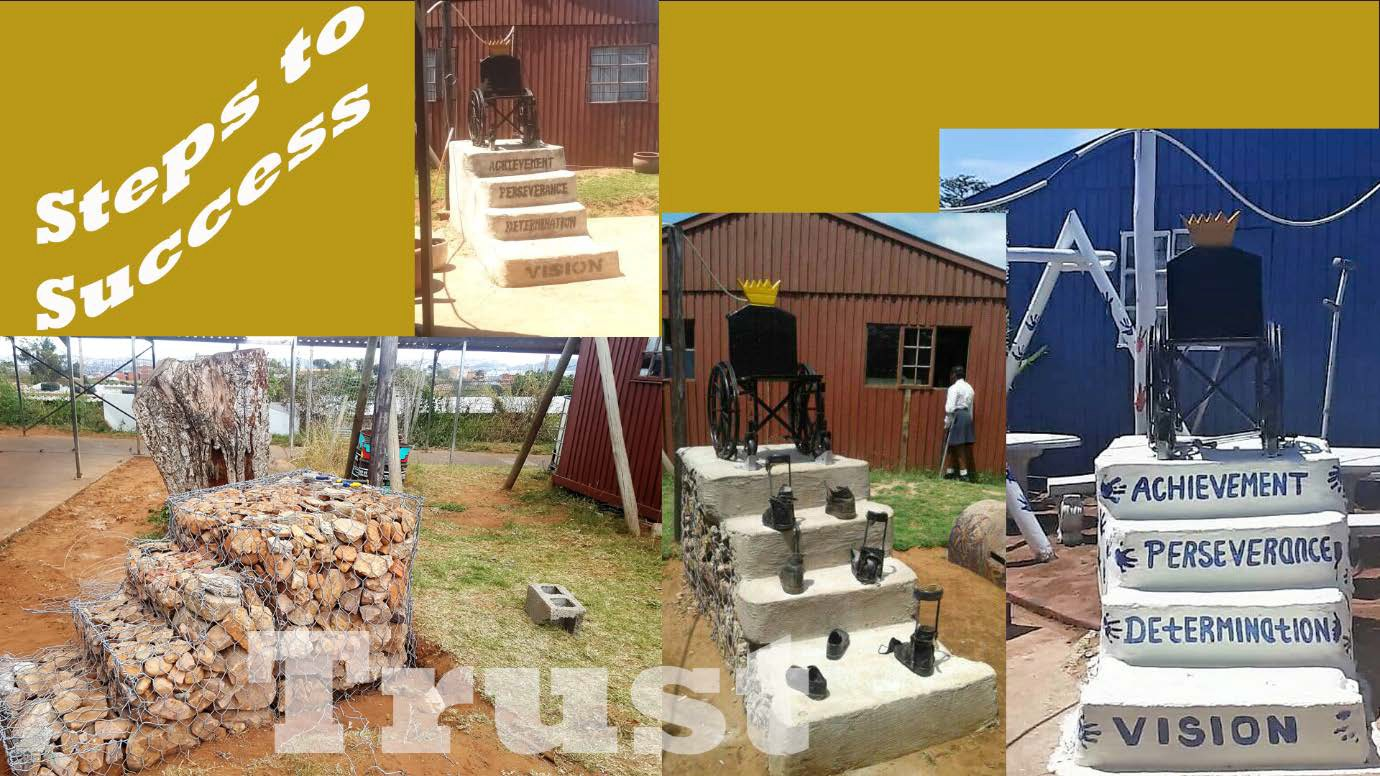 Steps to
Success
ACHIEVEMENT
PERSEVERANCE
DETERMINATION
VISION
ACHIEVEMENT
PERSEVERANCE
DETERMINATION
VISION
Trust